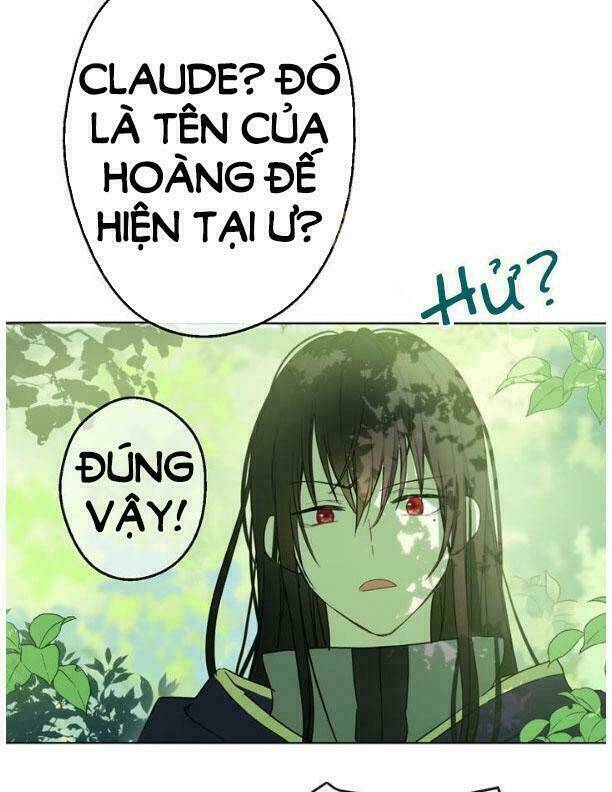 CLAUDE? ĐÓ
LÀ TÊN CỦA
HOÀNG ĐẾ
HIỆN TẠI Ư?
HỬ?
ĐÚNG
VẬY!